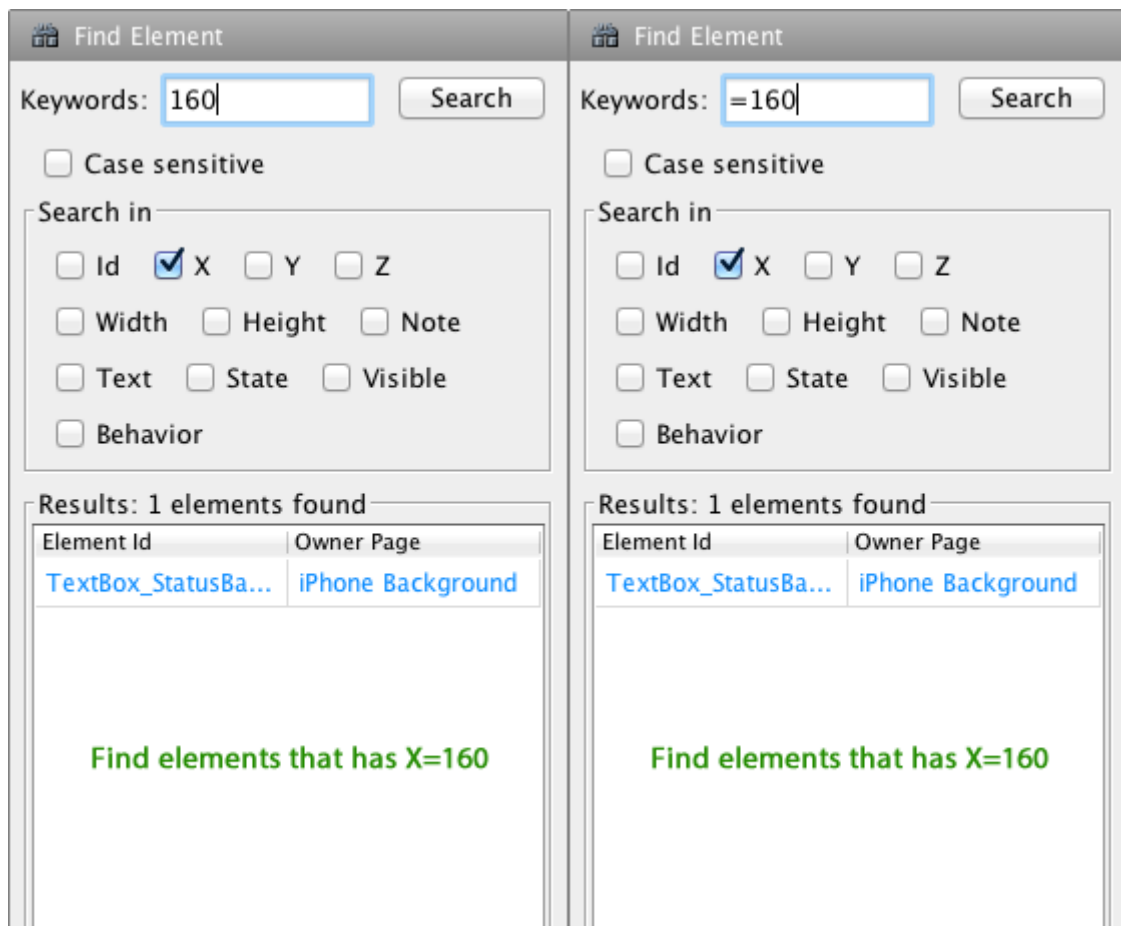 Find Element
Keywords: 160 Search
Case sensitive
Search in
Id X Y Z
Width Height Note
Text State Visible
Behavior
Results: 1 elements found
Element Id Owner Page
TextBox_StatusBa... iPhone Background
Find elements that has X=160
Find Element
Keywords: =160 Search
Case sensitive
Search in
Id X Y Z
Width Height Note
Text State Visible
Behavior
Results: 1 elements found
Element Id Owner Page
TextBox_StatusBa... iPhone Background
Find elements that has X=160